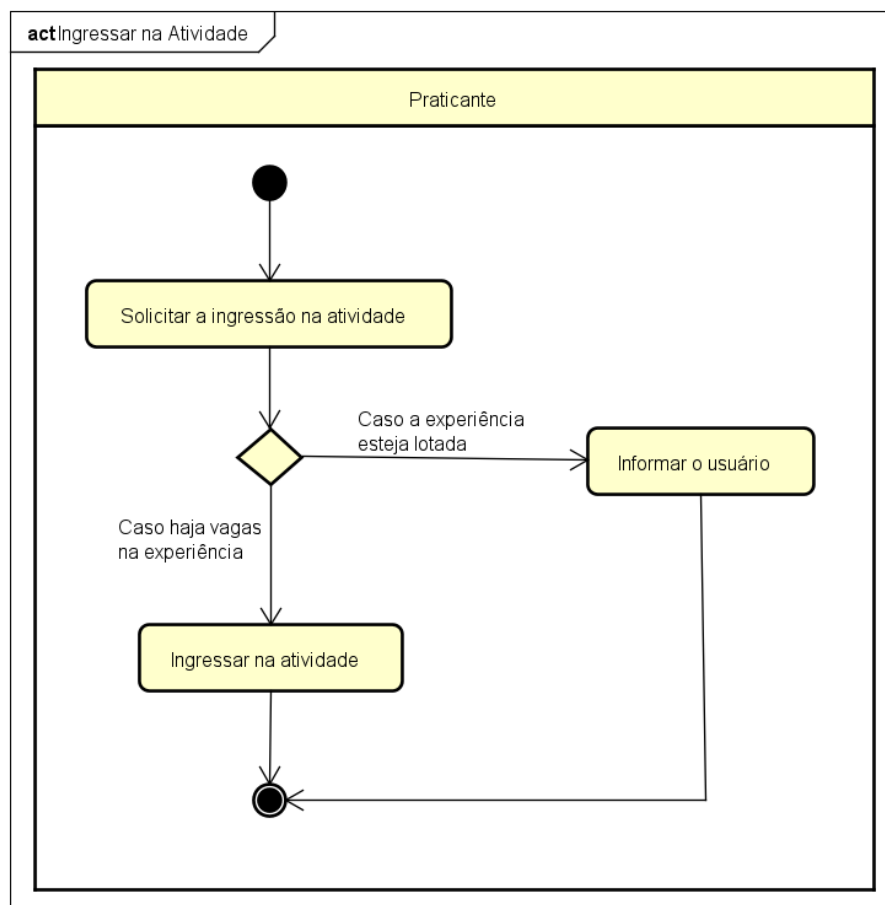 act Ingressar na Atividade
Praticante
Solicitar a ingressão na atividade
Caso a experiência
esteja lotada
Informar o usuário
Caso haja vagas
na experiência
Ingressar na atividade